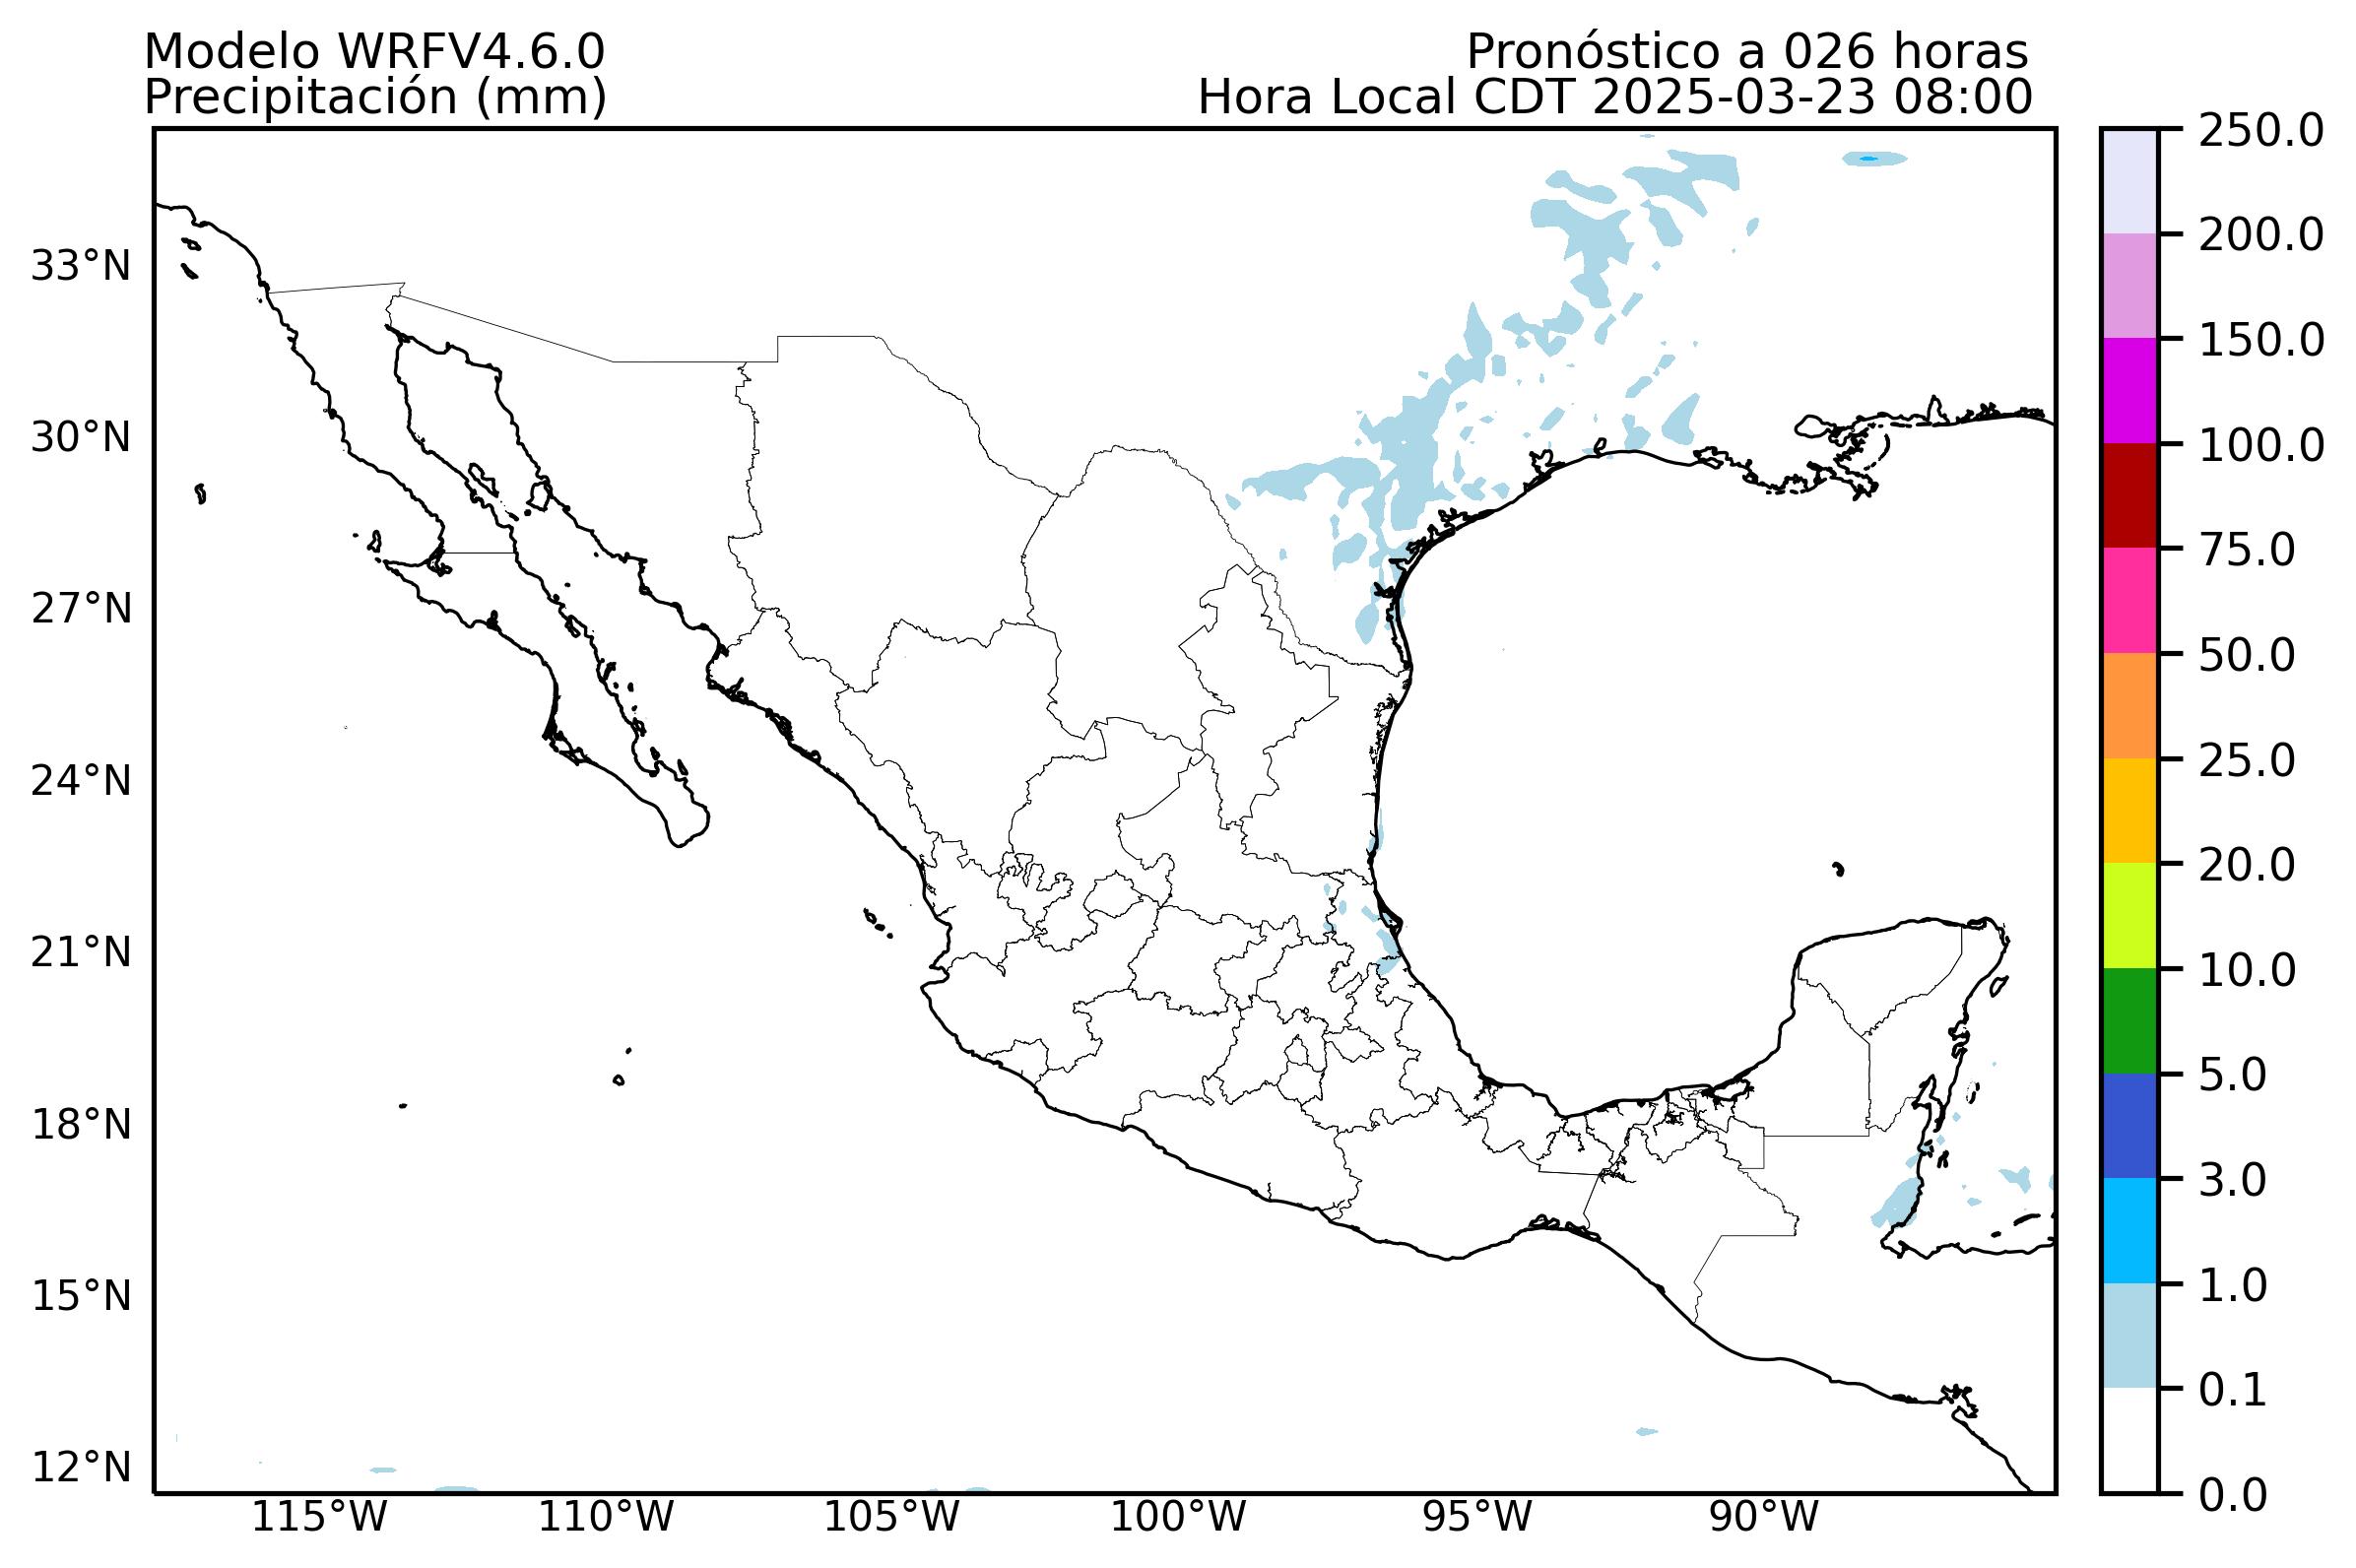 Modelo WRFV4.6.0
Precipitación (mm)
Pronóstico a 026 horas
Hora Local CDT 2025-03-23 08:00
33°N
30°N
27°N
24°N
21°N
18°N
15°N
12°N
115°W
110°W
105°W
100°W
95°W
90°W
250.0
200.0
150.0
100.0
75.0
50.0
25.0
20.0
10.0
5.0
3.0
1.0
0.1
0.0